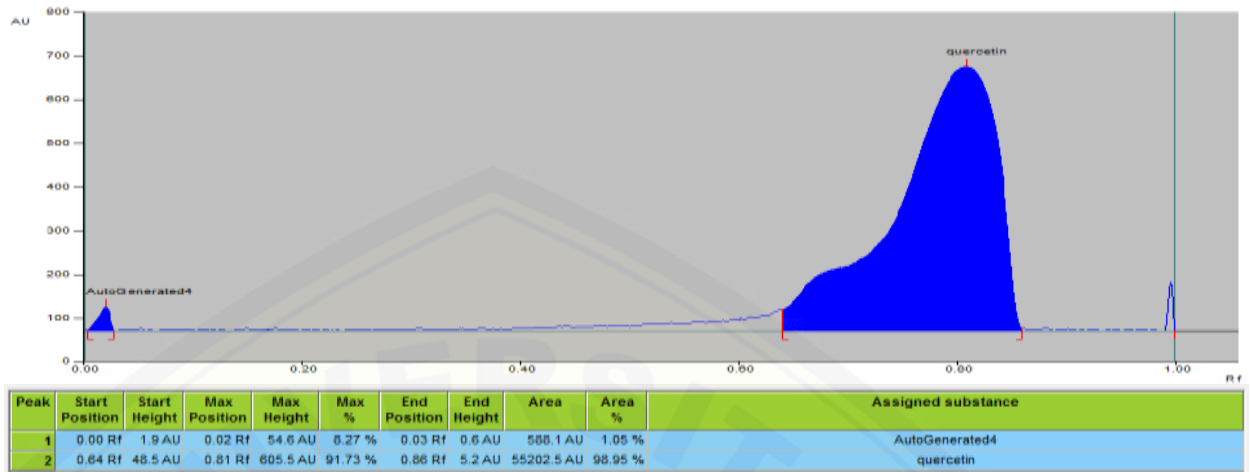 AU
800
700
600
500
400
300
200
100
0
quercetin
AutoGenerated4
0.00 0.20 0.40 0.60 0.80 1.00
Rf
Peak Start Position Start Height Max Position Max Height Max % End Position End Height Area Area % Assigned substance
1 0.00 Rf 1.9 AU 0.02 Rf 54.6 AU 8.27 % 0.03 Rf 0.6 AU 588.1 AU 1.05 % AutoGenerated4
2 0.64 Rf 48.5 AU 0.81 Rf 605.5 AU 91.73 % 0.86 Rf 5.2 AU 55202.5 AU 98.95 % quercetin